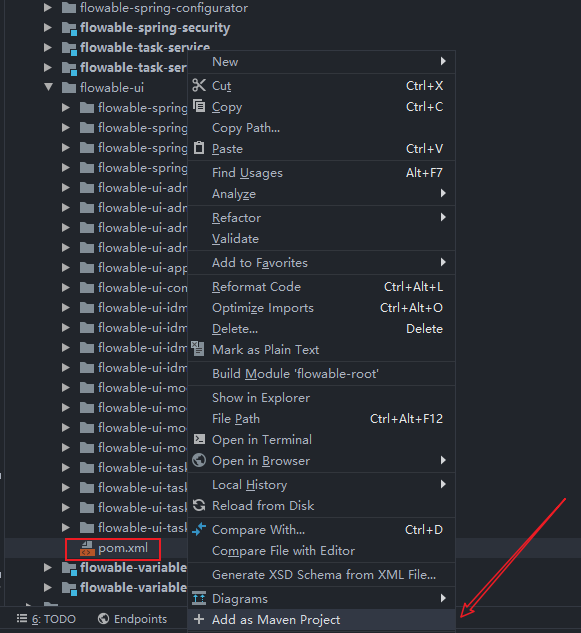 flowable-spring-configurator
flowable-spring-security
flowable-task-service
flowable-task-ser
flowable-ui
flowable-spring
flowable-spring
flowable-spring
flowable-spring
flowable-ui-adr
flowable-ui-adr
flowable-ui-adr
flowable-ui-app
flowable-ui-con
flowable-ui-idm
flowable-ui-idm
flowable-ui-idm
flowable-ui-idm
flowable-ui-mo
flowable-ui-mo
flowable-ui-mo
flowable-ui-mo
flowable-ui-task
flowable-ui-task
flowable-ui-task
flowable-ui-task
pom.xml
flowable-variable
flowable-variable
New
Cut Ctrl+X
Copy Ctrl+C
Copy Path...
Paste Ctrl+V
Find Usages Alt+F7
Analyze
Refactor
Validate
Add to Favorites
Reformat Code Ctrl+Alt+L
Optimize Imports Ctrl+Alt+O
Delete... Delete
Mark as Plain Text
Build Module 'flowable-root'
Show in Explorer
File Path Ctrl+Alt+F12
Open in Terminal
Open in Browser
Local History
Reload from Disk
Compare With... Ctrl+D
Compare File with Editor
Generate XSD Schema from XML File...
Diagrams
Add as Maven Project
6: TODO Endpoints